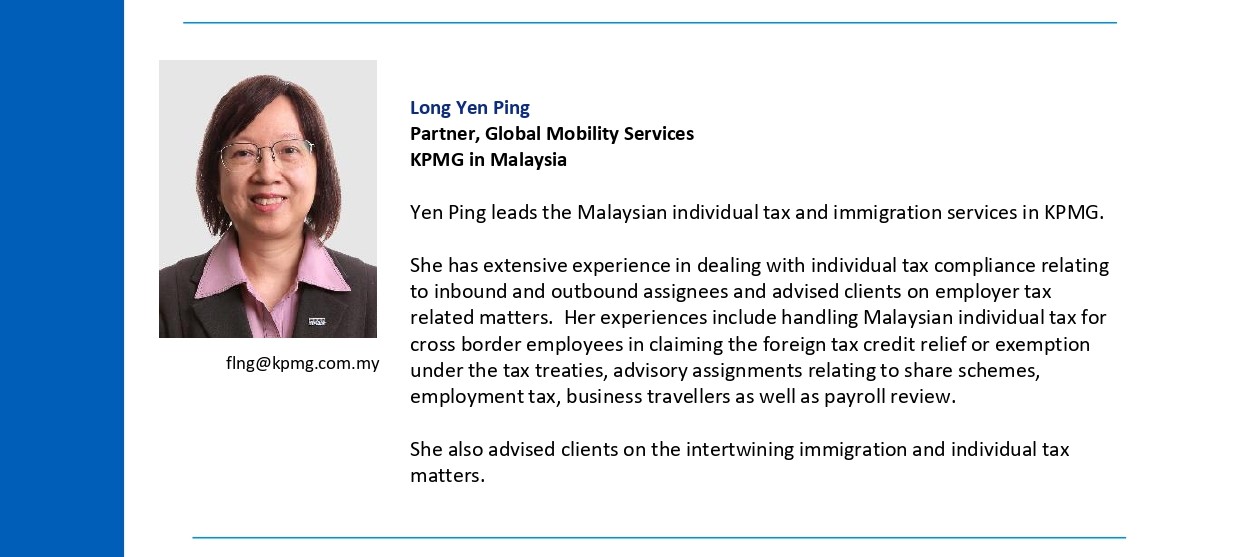 Long Yen Ping
Partner, Global Mobility Services
KPMG in Malaysia
Yen Ping leads the Malaysian individual tax and immigration services in KPMG.
She has extensive experience in dealing with individual tax compliance relating
to inbound and outbound assignees and advised clients on employer tax
related matters.  Her experiences include handling Malaysian individual tax for
cross border employees in claiming the foreign tax credit relief or exemption
under the tax treaties, advisory assignments relating to share schemes,
employment tax, business travellers as well as payroll review.
She also advised clients on the intertwining immigration and individual tax
matters.
flng@kpmg.com.my